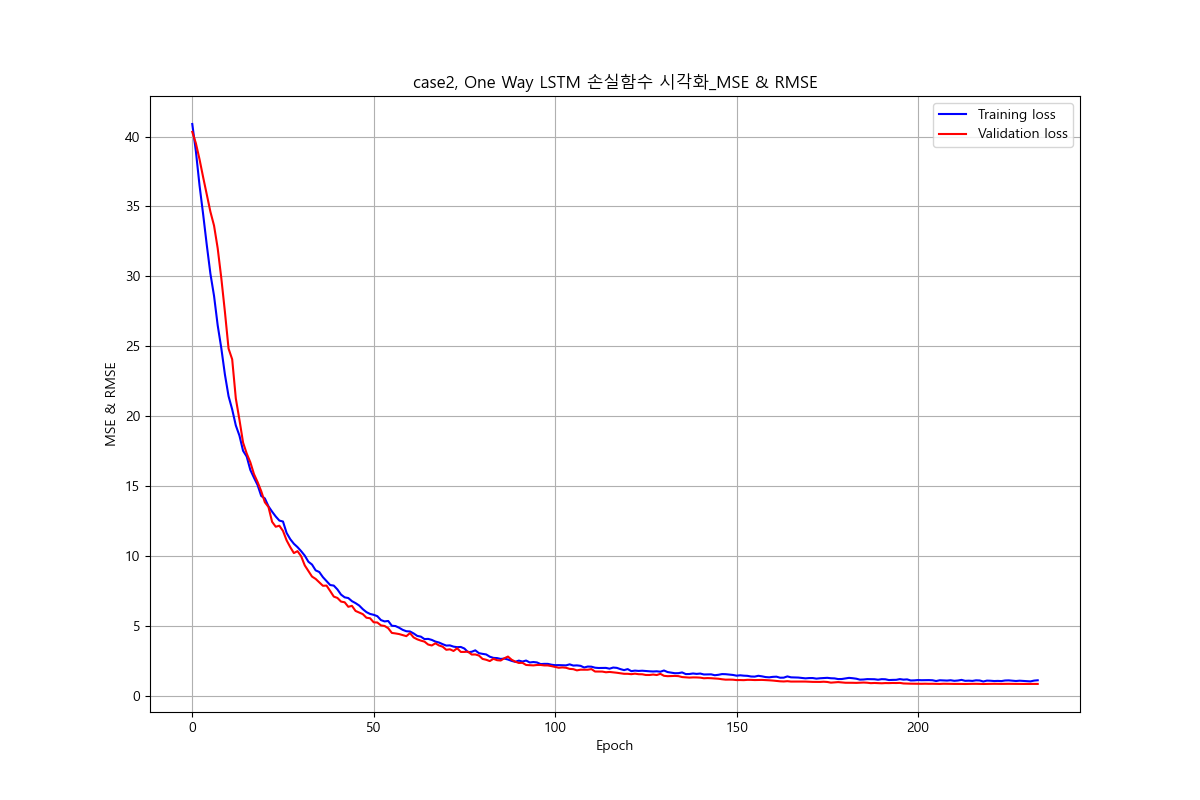 case2, One Way LSTM 손실함수 시각화_MSE & RMSE
Training loss
Validation loss
MSE & RMSE
40
35
30
25
20
15
10
5
0
0 50 100 150 200
Epoch